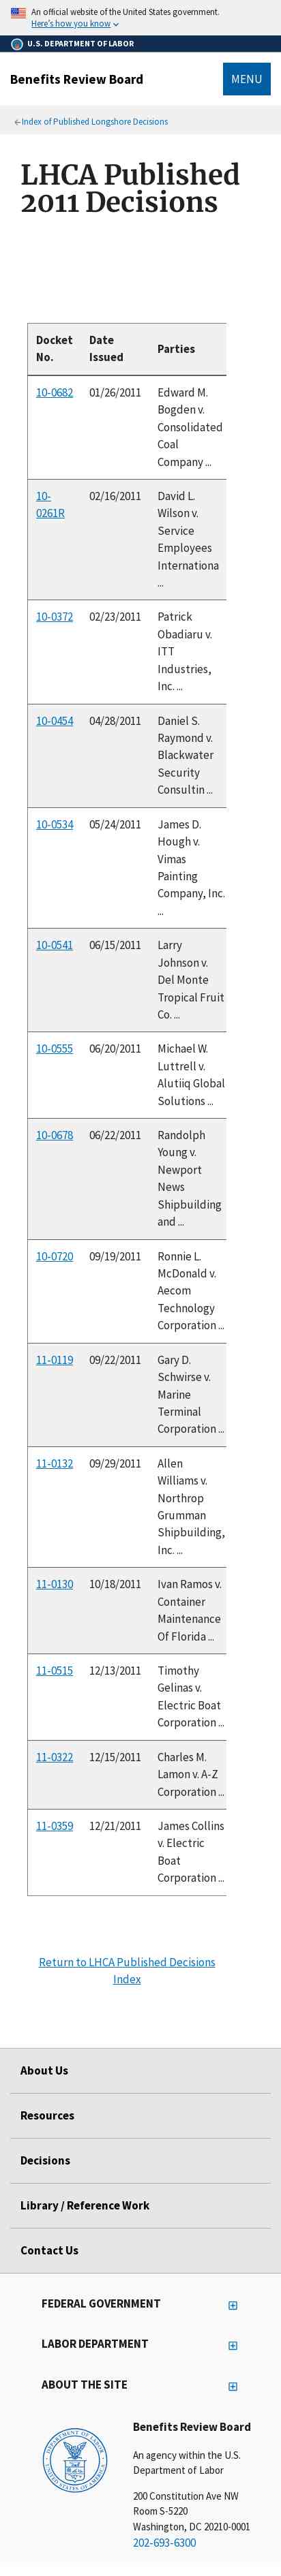 An official website of the United States government.
Here's how you know
U.S. DEPARTMENT OF LABOR
Benefits Review Board
MENU
Index of Published Longshore Decisions
LHCA Published
2011 Decisions
Docket
No.
Date
Issued
Parties
10-0682
01/26/2011
Edward M.
Bogden v.
Consolidated
Coal
Company ...
10-
0261R
02/16/2011
David L.
Wilson v.
Service
Employees
Internationa
...
10-0372
02/23/2011
Patrick
Obadiaru v.
ITT
Industries,
Inc. ...
10-0454
04/28/2011
Daniel S.
Raymond v.
Blackwater
Security
Consultin ...
10-0534
05/24/2011
James D.
Hough v.
Vimas
Painting
Company, Inc.
...
10-0541
06/15/2011
Larry
Johnson v.
Del Monte
Tropical Fruit
Co. ...
10-0555
06/20/2011
Michael W.
Luttrell v.
Alutiiq Global
Solutions ...
10-0678
06/22/2011
Randolph
Young v.
Newport
News
Shipbuilding
and ...
10-0720
09/19/2011
Ronnie L.
McDonald v.
Aecom
Technology
Corporation ...
11-0119
09/22/2011
Gary D.
Schwirse v.
Marine
Terminal
Corporation ...
11-0132
09/29/2011
Allen
Williams v.
Northrop
Grumman
Shipbuilding,
Inc. ...
11-0130
10/18/2011
Ivan Ramos v.
Container
Maintenance
Of Florida ...
11-0515
12/13/2011
Timothy
Gelinas v.
Electric Boat
Corporation ...
11-0322
12/15/2011
Charles M.
Lamon v. A-Z
Corporation ...
11-0359
12/21/2011
James Collins
v. Electric
Boat
Corporation ...
Return to LHCA Published Decisions
Index
About Us
Resources
Decisions
Library / Reference Work
Contact Us
FEDERAL GOVERNMENT
LABOR DEPARTMENT
ABOUT THE SITE
Benefits Review Board
An agency within the U.S.
Department of Labor
200 Constitution Ave NW
Room S-5220
Washington, DC 20210-0001
202-693-6300